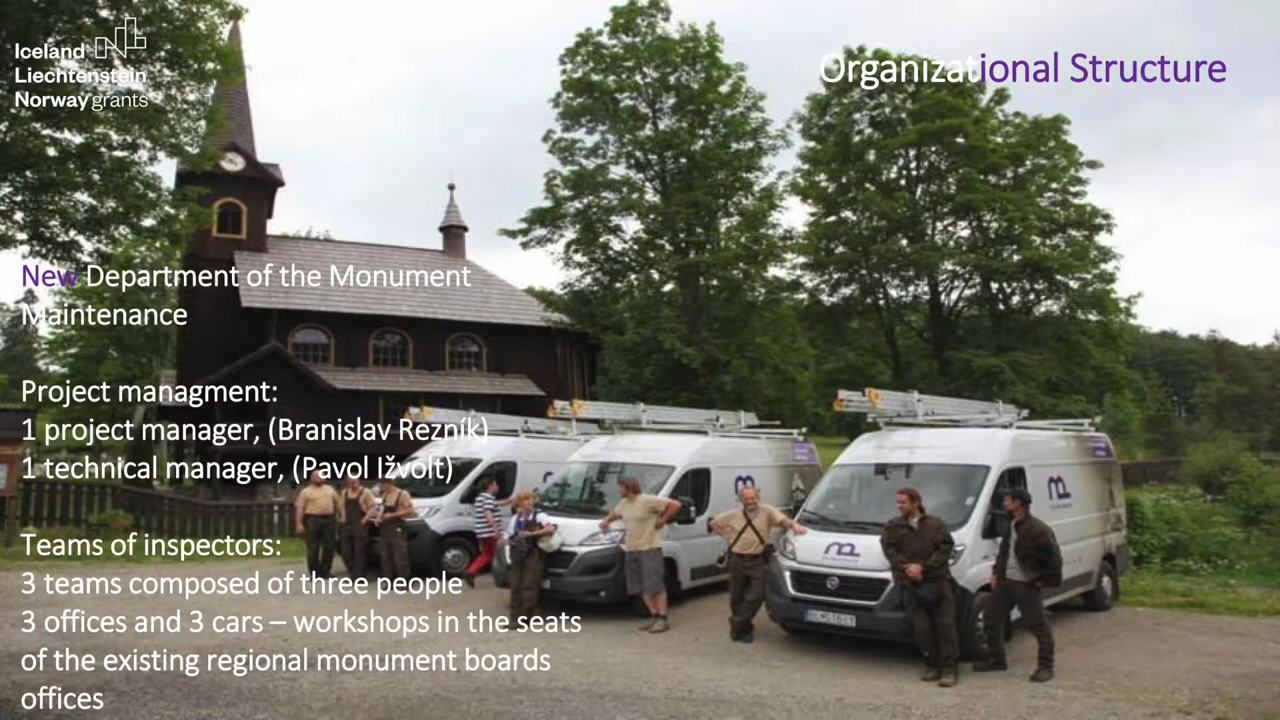 Iceland
Liechtenstein
Norway grants
Organizational Structure
New Department of the Monument
Maintenance
Project managment:
1 project manager, (Branislav Rezník)
1 technical manager, (Pavol Ižvolt)
Teams of inspectors:
3 teams composed of three people
3 offices and 3 cars – workshops in the seats
of the existing regional monument boards
offices